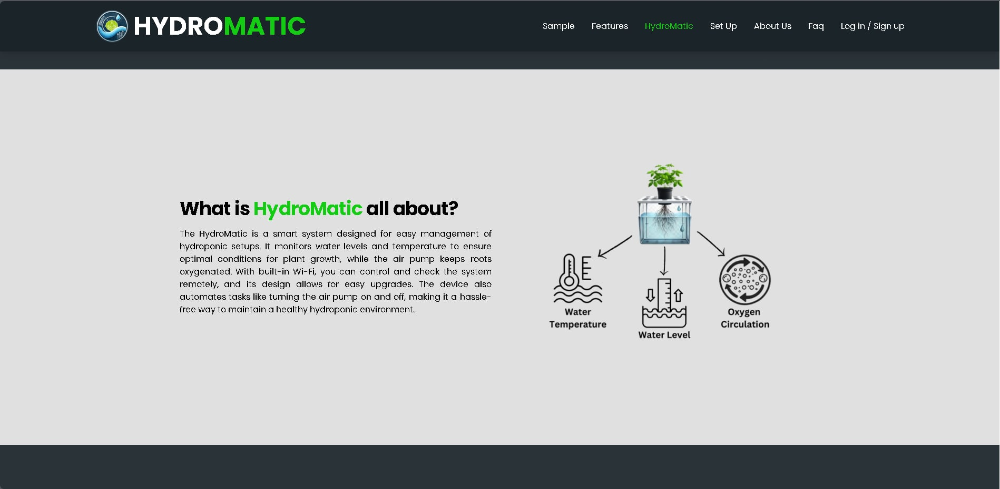 HYDROMATIC
Sample Features HydroMatic Set Up About Us Faq Log in / Sign up
What is HydroMatic all about?
The HydroMatic is a smart system designed for easy management of
hydroponic setups. It monitors water levels and temperature to ensure
optimal conditions for plant growth, while the air pump keeps roots
oxygenated. With built-in Wi-Fi, you can control and check the system
remotely, and its design allows for easy upgrades. The device also
automates tasks like turning the air pump on and off, making it a hassle-
free way to maintain a healthy hydroponic environment.
Water
Temperature
Water Level
Oxygen
Circulation